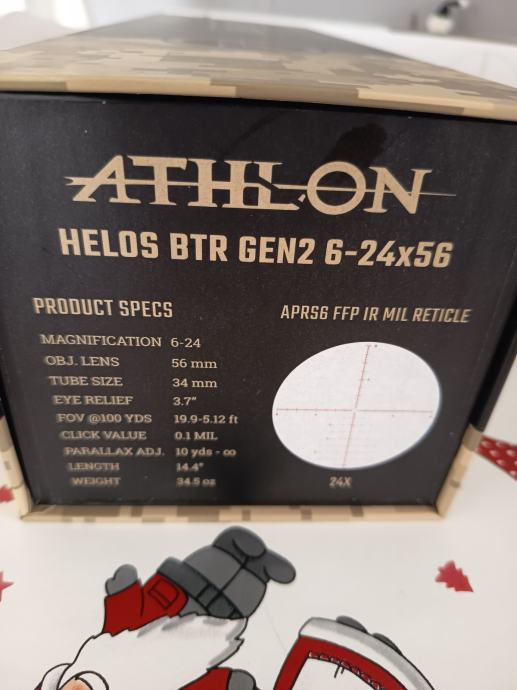 ATHLON
HELOS BTR GEN2 6-24x56
PRODUCT SPECS
MAGNIFICATION 6-24
OBJ. LENS 56 mm
TUBE SIZE 34 mm
EYE RELIEF 3.7"
FOV @100 YDS 19.9-5.12 ft
CLICK VALUE 0.1 MIL
PARALLAX ADJ. 10 yds - ∞
LENGTH 14.4"
WEIGHT 34.5 oz
APRS6 FFP IR MIL RETICLE
24X